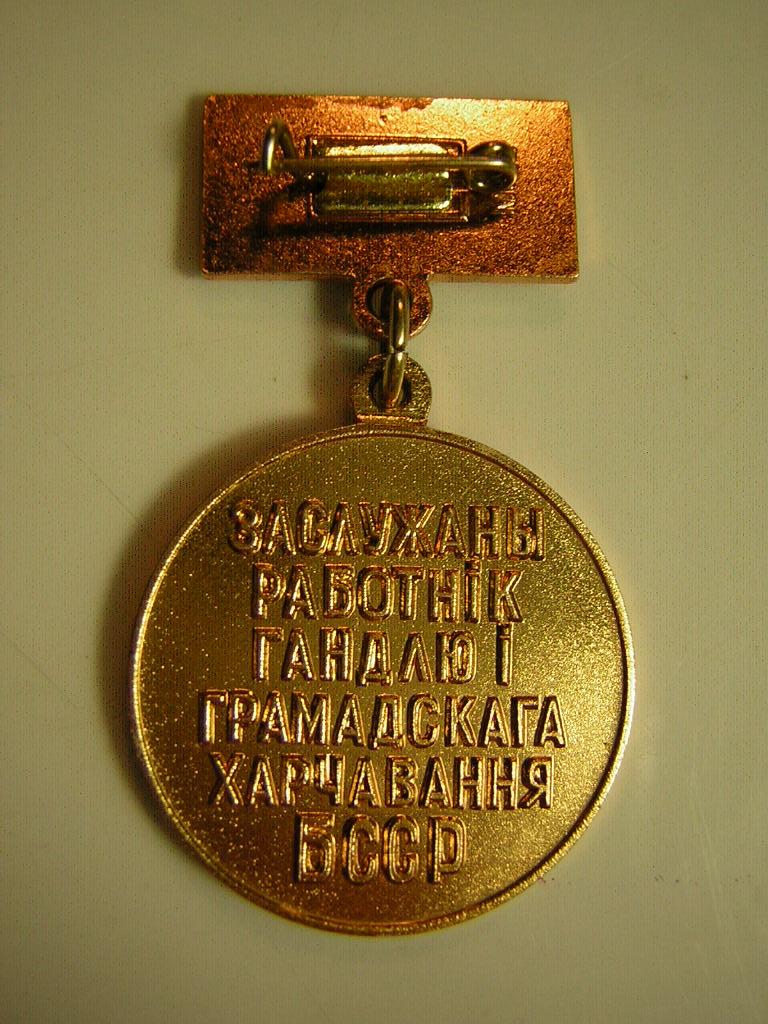 ЗАСЛУЖАНЫ
РАБОТНІК
ГАНДЛЮ І
ГРАМАДСКАГА
ХАРЧАВАННЯ
БССР